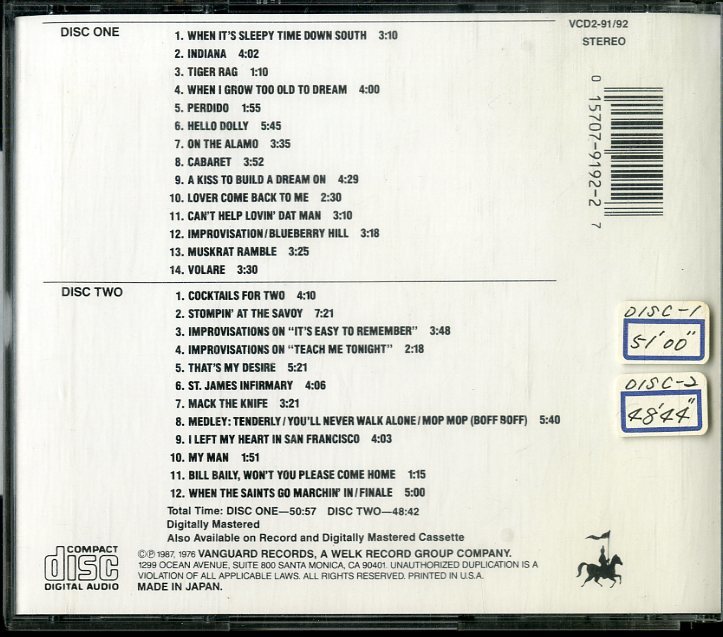 DISC ONE
1. WHEN IT'S SLEEPY TIME DOWN SOUTH 3:10
2. INDIANA 4:02
3. TIGER RAG 1:10
4. WHEN I GROW TOO OLD TO DREAM 4:00
5. PERDIDO 1:55
6. HELLO DOLLY 5:45
7. ON THE ALAMO 3:35
8. CABARET 3:52
9. A KISS TO BUILD A DREAM ON 4:29
10. LOVER COME BACK TO ME 2:30
11. CAN'T HELP LOVIN' DAT MAN 3:10
12. IMPROVISATION/BLUEBERRY HILL 3:18
13. MUSKRAT RAMBLE 3:25
14. VOLARE 3:30
VCD2-91/92
STEREO
0 15707-9192-2 7
DISC TWO
1. COCKTAILS FOR TWO 4:10
2. STOMPIN' AT THE SAVOY 7:21
3. IMPROVISATIONS ON "IT'S EASY TO REMEMBER" 3:48
4. IMPROVISATIONS ON "TEACH ME TONIGHT" 2:18
5. THAT'S MY DESIRE 5:21
6. ST. JAMES INFIRMARY 4:06
7. MACK THE KNIFE 3:21
8. MEDLEY: TENDERLY/YOU'LL NEVER WALK ALONE/MOP MOP (BOFF BOFF) 5:40
9. I LEFT MY HEART IN SAN FRANCISCO 4:03
10. MY MAN 1:51
11. BILL BAILY, WON'T YOU PLEASE COME HOME 1:15
12. WHEN THE SAINTS GO MARCHIN' IN/FINALE 5:00
DISC-1
51'00"
DISC-2
48'44"
Total Time: DISC ONE—50:57 DISC TWO—48:42
Digitally Mastered
Also Available on Record and Digitally Mastered Cassette
COMPACT
disc
DIGITAL AUDIO
©℗ 1987, 1976 VANGUARD RECORDS, A WELK RECORD GROUP COMPANY.
1299 OCEAN AVENUE, SUITE 800 SANTA MONICA, CA 90401. UNAUTHORIZED DUPLICATION IS A
VIOLATION OF ALL APPLICABLE LAWS. ALL RIGHTS RESERVED. PRINTED IN U.S.A.
MADE IN JAPAN.